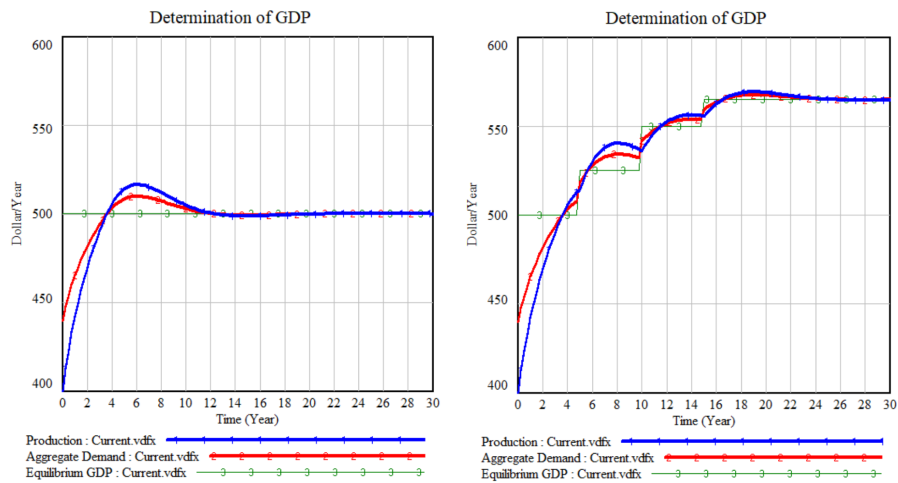 Determination of GDP
600
550
500
450
400
Dollar/Year
0 2 4 6 8 10 12 14 16 18 20 22 24 26 28 30
Time (Year)
Production : Current.vdfx
Aggregate Demand : Current.vdfx
Equilibrium GDP : Current.vdfx
Determination of GDP
600
550
500
450
400
Dollar/Year
0 2 4 6 8 10 12 14 16 18 20 22 24 26 28 30
Time (Year)
Production : Current.vdfx
Aggregate Demand : Current.vdfx
Equilibrium GDP : Current.vdfx